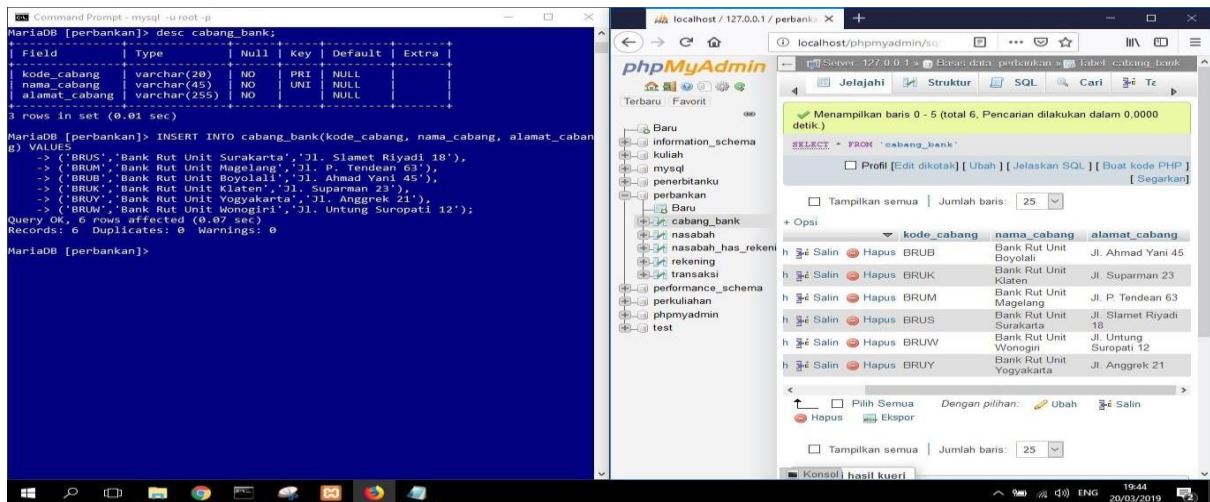 Command Prompt - mysql -u root -p
MariaDB [perbankan]> desc cabang_bank;
| Field | Type | Null | Key | Default | Extra |
| kode_cabang | varchar(20) | NO | PRI | NULL | |
| nama_cabang | varchar(45) | NO | UNI | NULL | |
| alamat_cabang | varchar(255) | NO | | NULL | |
3 rows in set (0.01 sec)
MariaDB [perbankan]> INSERT INTO cabang_bank(kode_cabang, nama_cabang, alamat_caban
g) VALUES
-> ('BRUS','Bank Rut Unit Surakarta','Jl. Slamet Riyadi 18'),
-> ('BRUM','Bank Rut Unit Magelang','Jl. P. Tendean 63'),
-> ('BRUB','Bank Rut Unit Boyolali','Jl. Ahmad Yani 45'),
-> ('BRUK','Bank Rut Unit Klaten','Jl. Suparman 23'),
-> ('BRUY','Bank Rut Unit Yogyakarta','Jl. Anggrek 21'),
-> ('BRUW','Bank Rut Unit Wonogiri','Jl. Untung Suropati 12');
Query OK, 6 rows affected (0.07 sec)
Records: 6  Duplicates: 0  Warnings: 0
MariaDB [perbankan]>
localhost / 127.0.0.1 / perbanka
localhost/phpmyadmin/sq
phpMyAdmin
Terbaru Favorit
Baru
information_schema
kuliah
mysql
penerbitanku
perbankan
Baru
cabang_bank
nasabah
nasabah_has_rekeni
rekening
transaksi
performance_schema
perkuliahan
phpmyadmin
test
Server: 127.0.0.1 » Basis data: perbankan » Tabel: cabang_bank
Jelajahi Struktur SQL Cari Te
Menampilkan baris 0 - 5 (total 6, Pencarian dilakukan dalam 0,0000
detik.)
SELECT * FROM `cabang_bank`
Profil [Edit dikotak] [ Ubah ] [ Jelaskan SQL ] [ Buat kode PHP ]
[ Segarkan]
Tampilkan semua | Jumlah baris: 25
+ Opsi
kode_cabang nama_cabang alamat_cabang
h Salin Hapus BRUB Bank Rut Unit Boyolali Jl. Ahmad Yani 45
h Salin Hapus BRUK Bank Rut Unit Klaten Jl. Suparman 23
h Salin Hapus BRUM Bank Rut Unit Magelang Jl. P. Tendean 63
h Salin Hapus BRUS Bank Rut Unit Surakarta Jl. Slamet Riyadi 18
h Salin Hapus BRUW Bank Rut Unit Wonogiri Jl. Untung Suropati 12
h Salin Hapus BRUY Bank Rut Unit Yogyakarta Jl. Anggrek 21
Pilih Semua Dengan pilihan: Ubah Salin
Hapus Ekspor
Tampilkan semua | Jumlah baris: 25
Konsol hasil kueri
ENG
19:44
20/03/2019